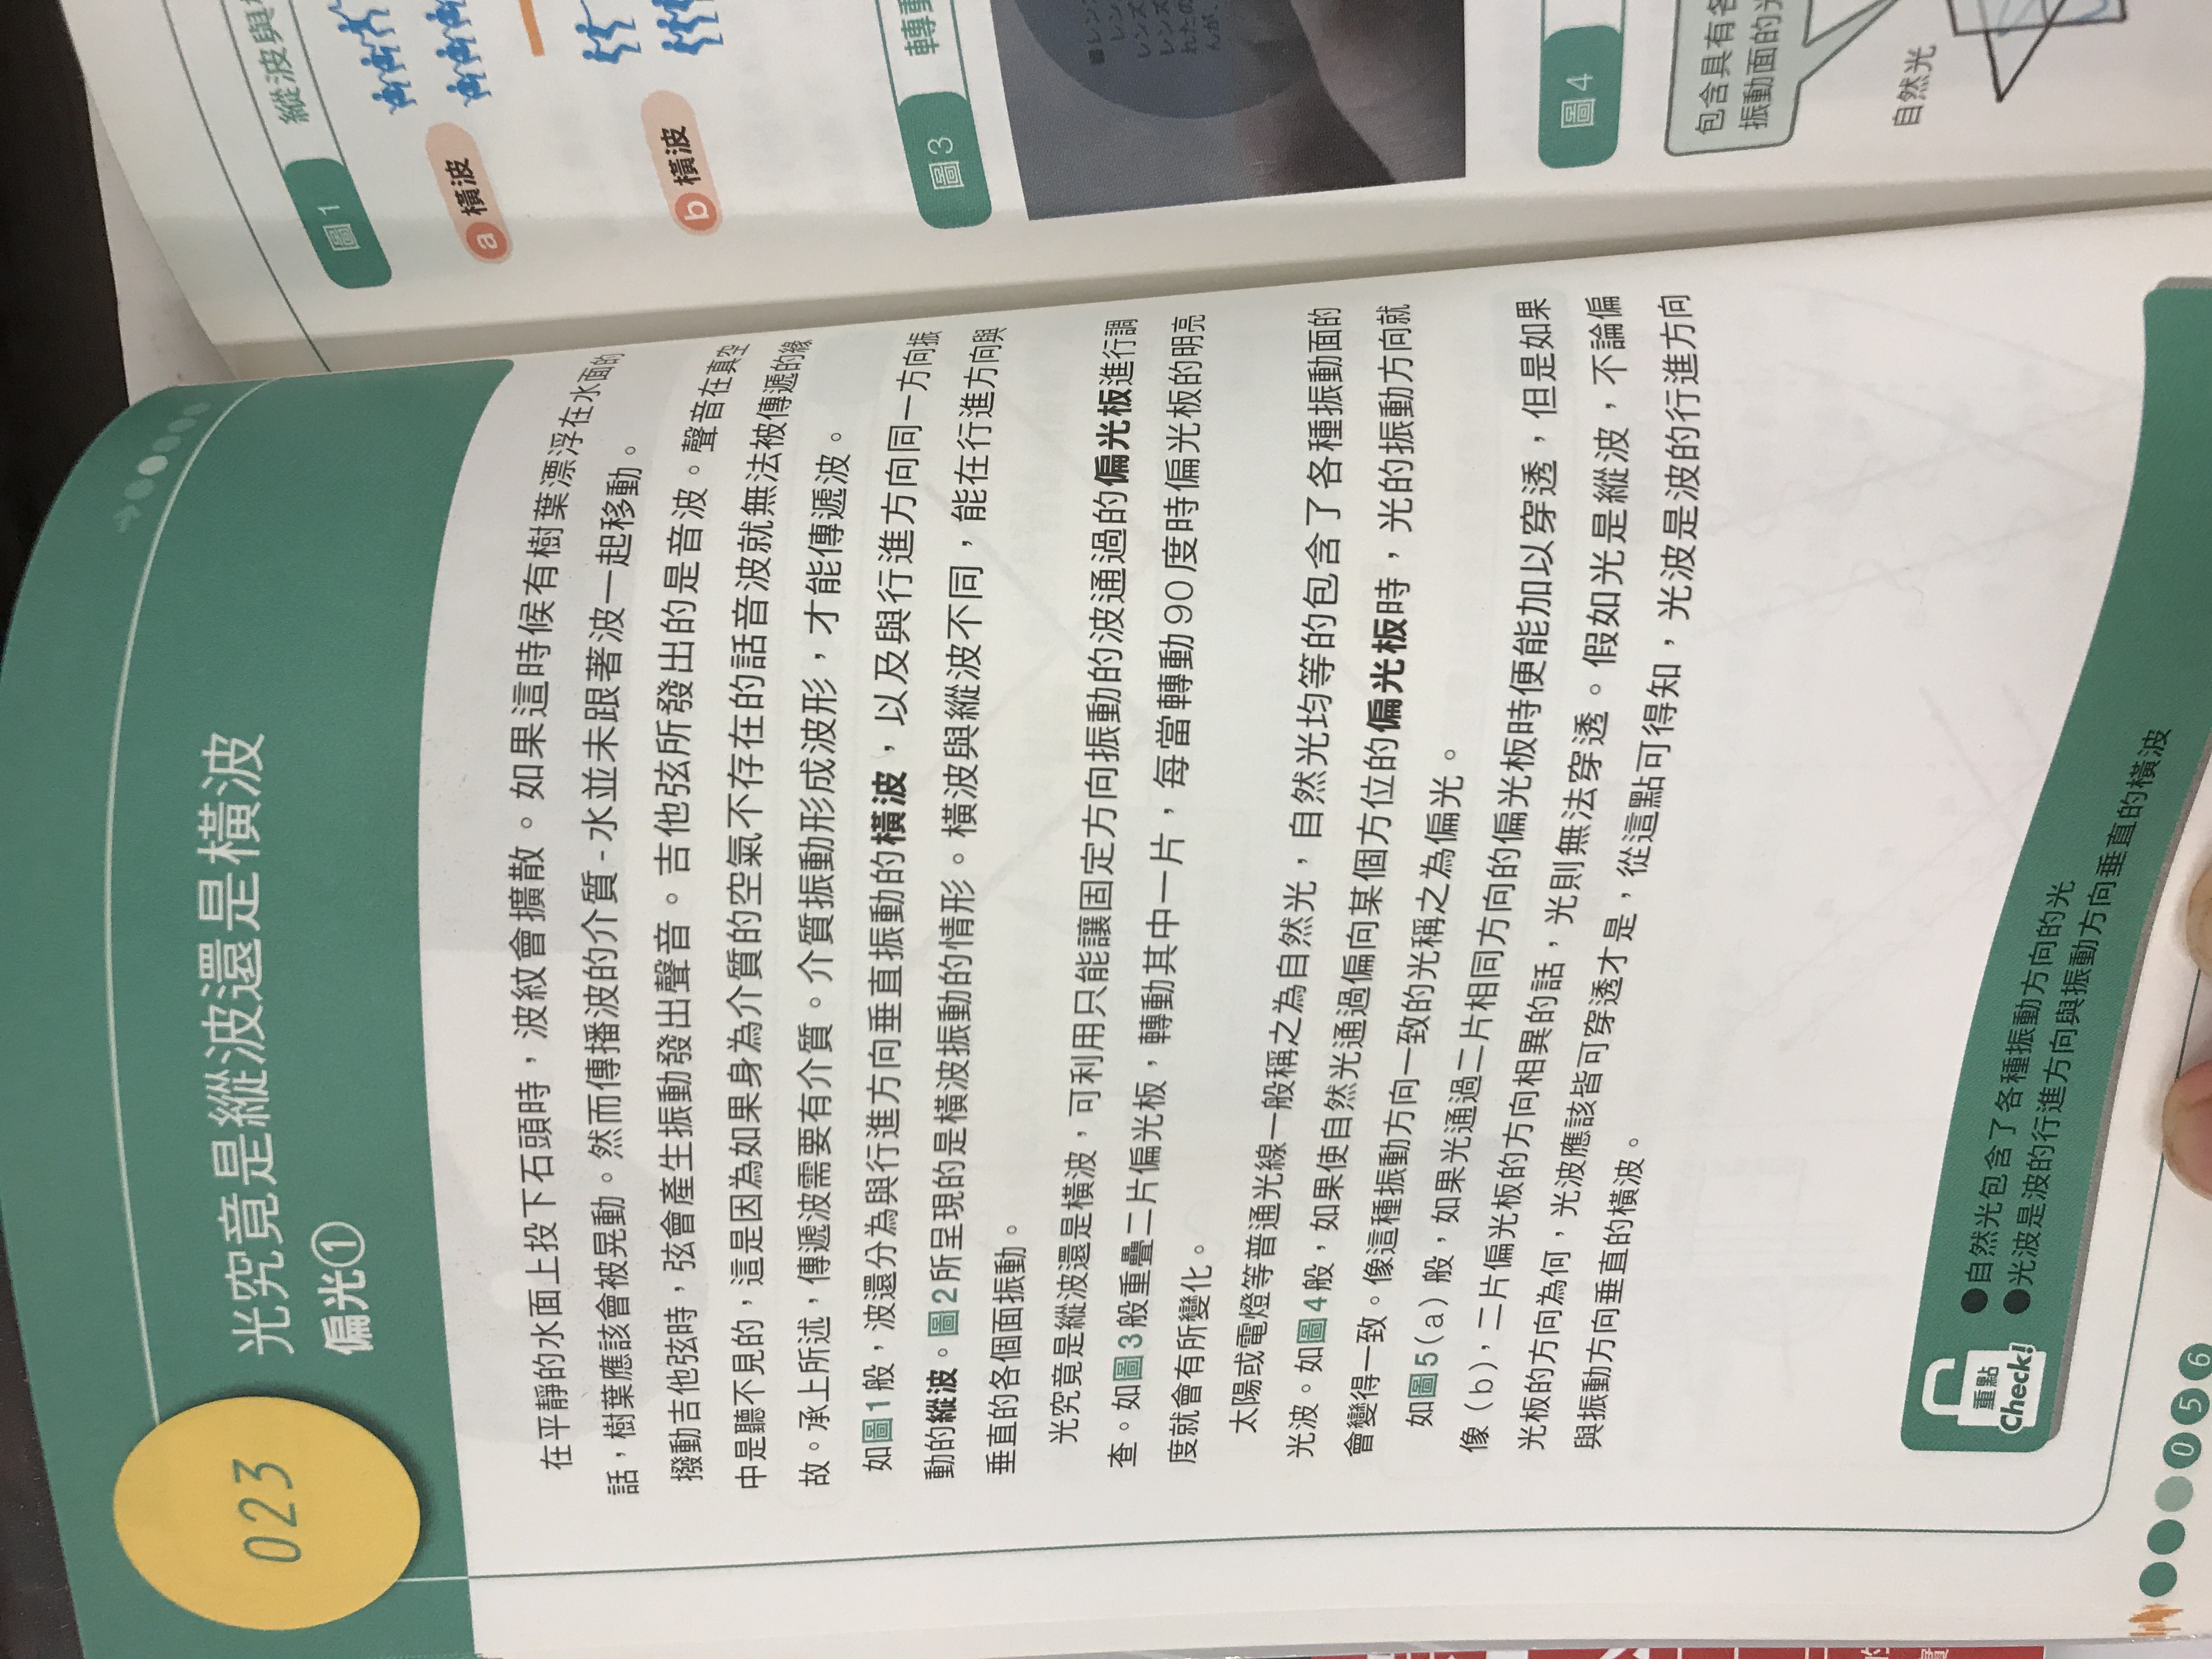 023
光究竟是縱波還是橫波
偏光①
在平靜的水面上投下石頭時，波紋會擴散。如果這時候有樹葉漂浮在水面的
話，樹葉應該會被晃動。然而傳播波的介質-水並未跟著波一起移動。
撥動吉他弦時，弦會產生振動發出聲音。吉他弦所發出的是音波。聲音在真空
中是聽不見的，這是因為如果身為介質的空氣不存在的話音波就無法被傳遞的緣
故。承上所述，傳遞波需要有介質。介質振動形成波形，才能傳遞波。
如圖1般，波還分為與行進方向垂直振動的橫波，以及與行進方向同一方向振
動的縱波。圖2所呈現的是橫波振動的情形。橫波與縱波不同，能在行進方向與
垂直的各個面振動。
光究竟是縱波還是橫波，可利用只能讓固定方向振動的波通過的偏光板進行調
查。如圖3般重疊二片偏光板，轉動其中一片，每當轉動90度時偏光板的明亮
度就會有所變化。
太陽或電燈等普通光線一般稱之為自然光，自然光均等的包含了各種振動面的
光波。如圖4般，如果使自然光通過偏向某個方位的偏光板時，光的振動方向就
會變得一致。像這種振動方向一致的光稱之為偏光。
如圖5(a)般，如果光通過二片相同方向的偏光板時便能加以穿透，但是如果
像(b)，二片偏光板的方向相異的話，光則無法穿透。假如光是縱波，不論偏
光板的方向為何，光波應該皆可穿透才是，從這點可得知，光波是波的行進方向
與振動方向垂直的橫波。
重點
Check!
●自然光包含了各種振動方向的光
●光波是波的行進方向與振動方向垂直的橫波
056
圖1
縱波與
a 橫波
b 橫波
圖3
轉動
レン
レンズ
レンズ
れたの
んが、
圖4
包含具有各
振動面的光
自然光
的
實